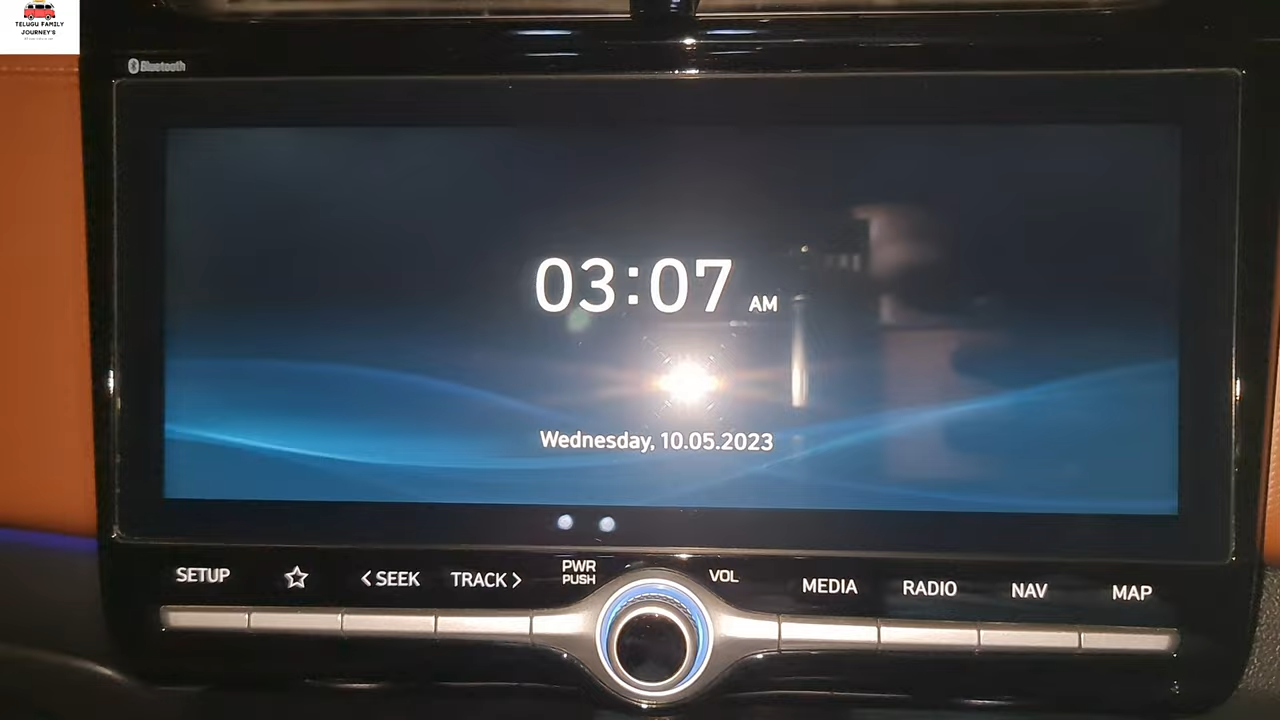 TELUGU FAMILY
JOURNEY'S
Bluetooth
03:07 AM
Wednesday, 10.05.2023
SETUP
< SEEK
TRACK >
PWR
PUSH
VOL
MEDIA
RADIO
NAV
MAP